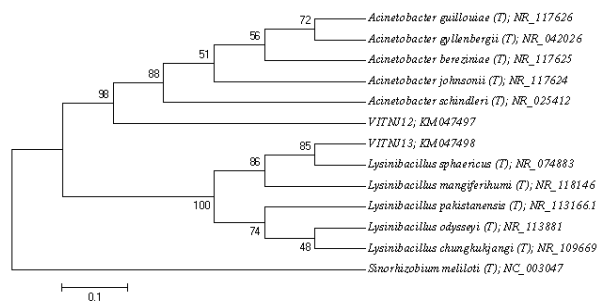 72
Acinetobacter guillouiae (T); NR_117626
56
Acinetobacter gyllenbergii (T); NR_042026
51
Acinetobacter bereziniae (T); NR_117625
88
Acinetobacter johnsonii (T); NR_117624
98
Acinetobacter schindleri (T); NR_025412
VITNJ12; KM047497
85
VITNJ13; KM047498
86
Lysinibacillus sphaericus (T); NR_074883
Lysinibacillus mangiferihumi (T); NR_118146
100
Lysinibacillus pakistanensis (T); NR_113166.1
74
Lysinibacillus odysseyi (T); NR_113881
48
Lysinibacillus chungkukjangi (T); NR_109669
Sinorhizobium meliloti (T); NC_003047
0.1